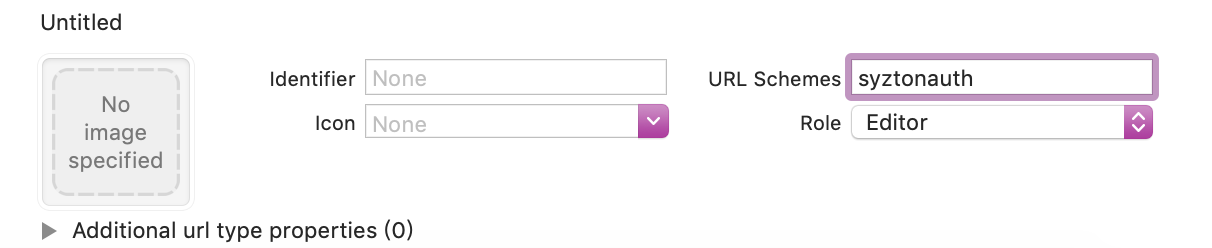 Untitled
No
image
specified
Identifier None
Icon None
URL Schemes syztonauth
Role Editor
Additional url type properties (0)